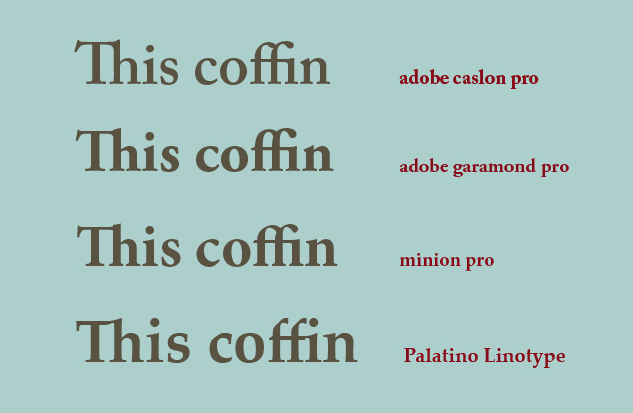 This coffin adobe caslon pro
This coffin adobe garamond pro
This coffin minion pro
This coffin Palatino Linotype